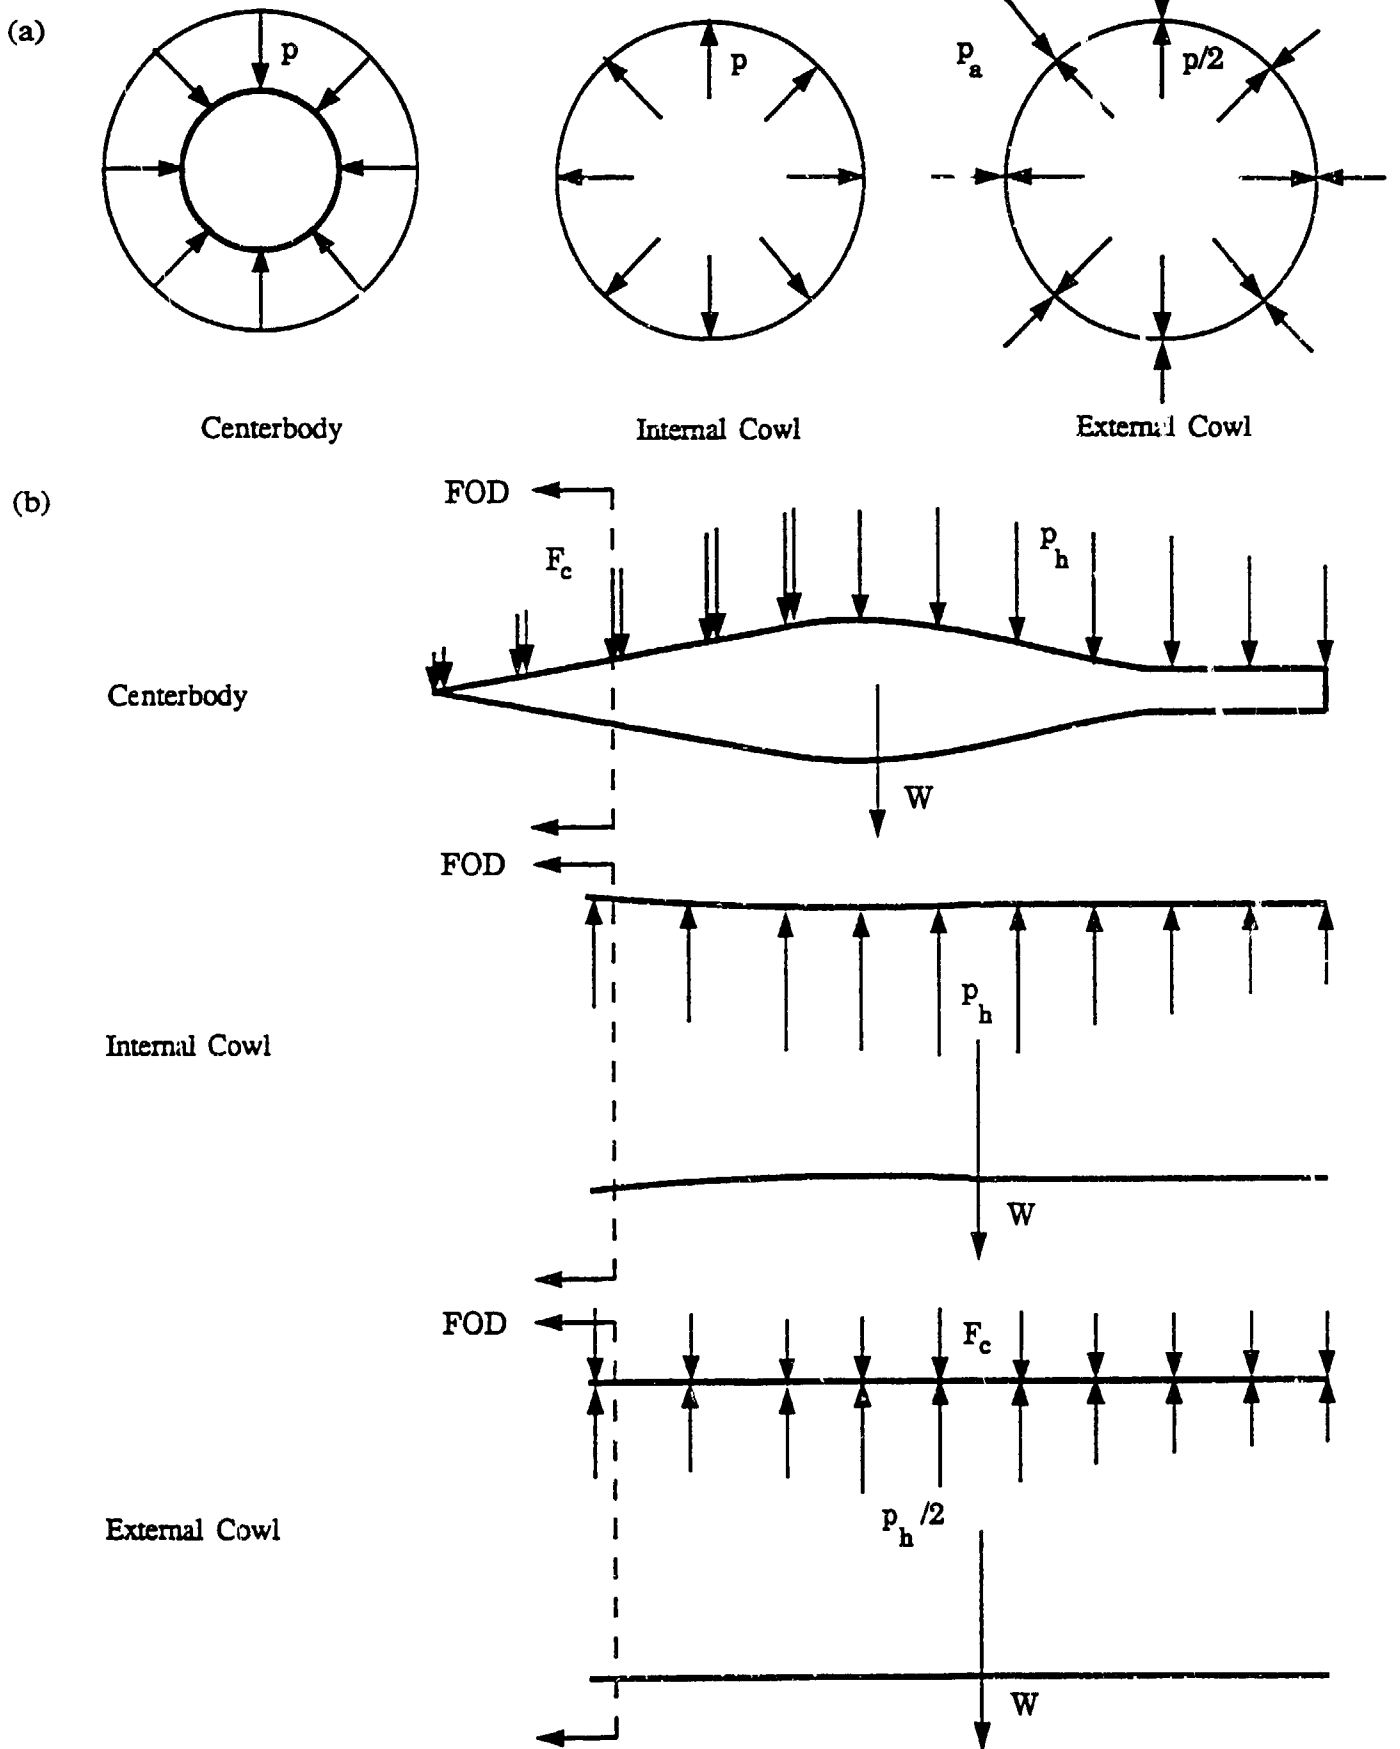 (a)
p
p
p_a
p/2
Centerbody
Internal Cowl
External Cowl
(b)
FOD
F_c
p_h
Centerbody
W
FOD
p_h
Internal Cowl
W
FOD
F_c
p_h/2
External Cowl
W